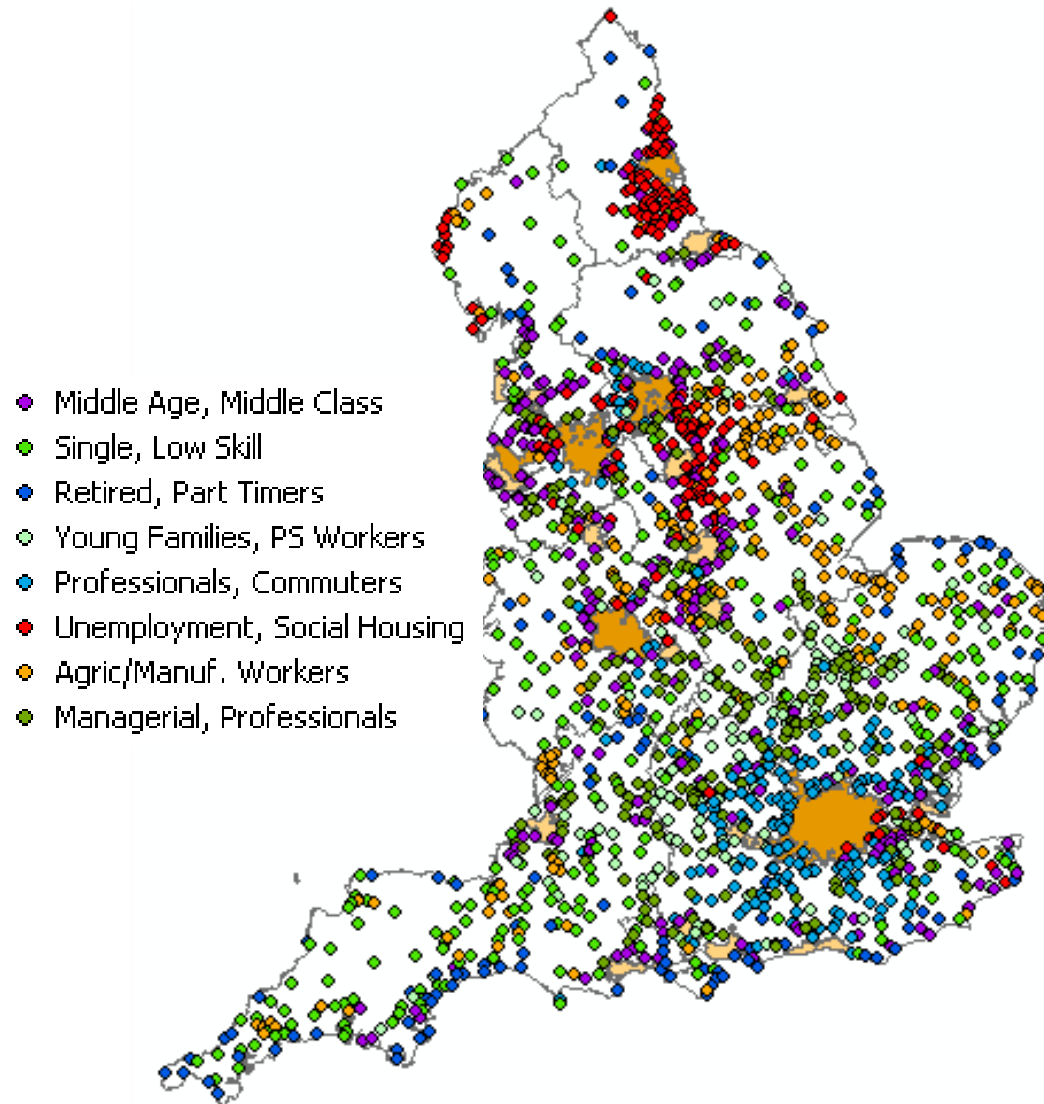 Middle Age, Middle Class
Single, Low Skill
Retired, Part Timers
Young Families, PS Workers
Professionals, Commuters
Unemployment, Social Housing
Agric/Manuf. Workers
Managerial, Professionals